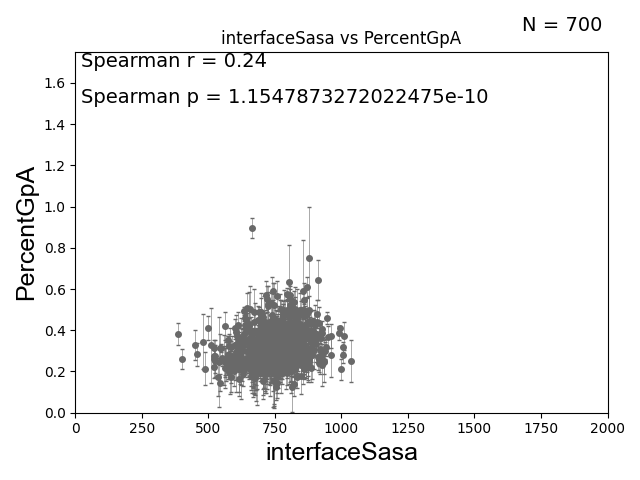 N = 700
interfaceSasa vs PercentGpA
Spearman r = 0.24
Spearman p = 1.1547873272022475e-10
PercentGpA
1.6
1.4
1.2
1.0
0.8
0.6
0.4
0.2
0.0
0 250 500 750 1000 1250 1500 1750 2000
interfaceSasa